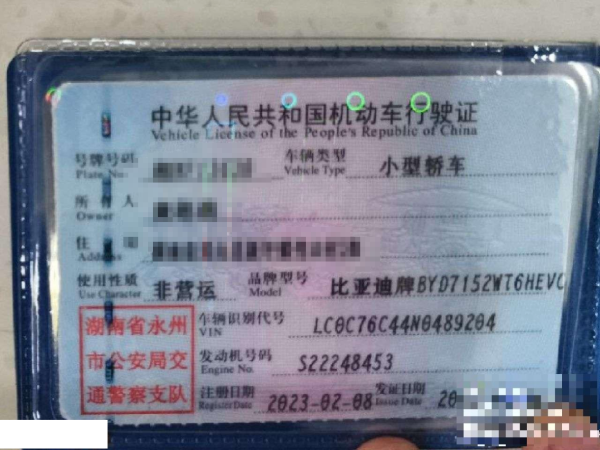 中华人民共和国机动车行驶证
Vehicle License of the People's Republic of China
号牌号码
Plate No.
车辆类型
Vehicle Type
小型轿车
所有人
Owner
住
Address
使用性质
Use Character
非营运
品牌型号
Model
比亚迪牌BYD7152WT6HEVC
湖南省永州
市公安局交
通警察支队
车辆识别代号
VIN
LC0C76C44N0489204
发动机号码
Engine No.
S22248453
注册日期
Register Date
2023-02-08
发证日期
Issue Date
20